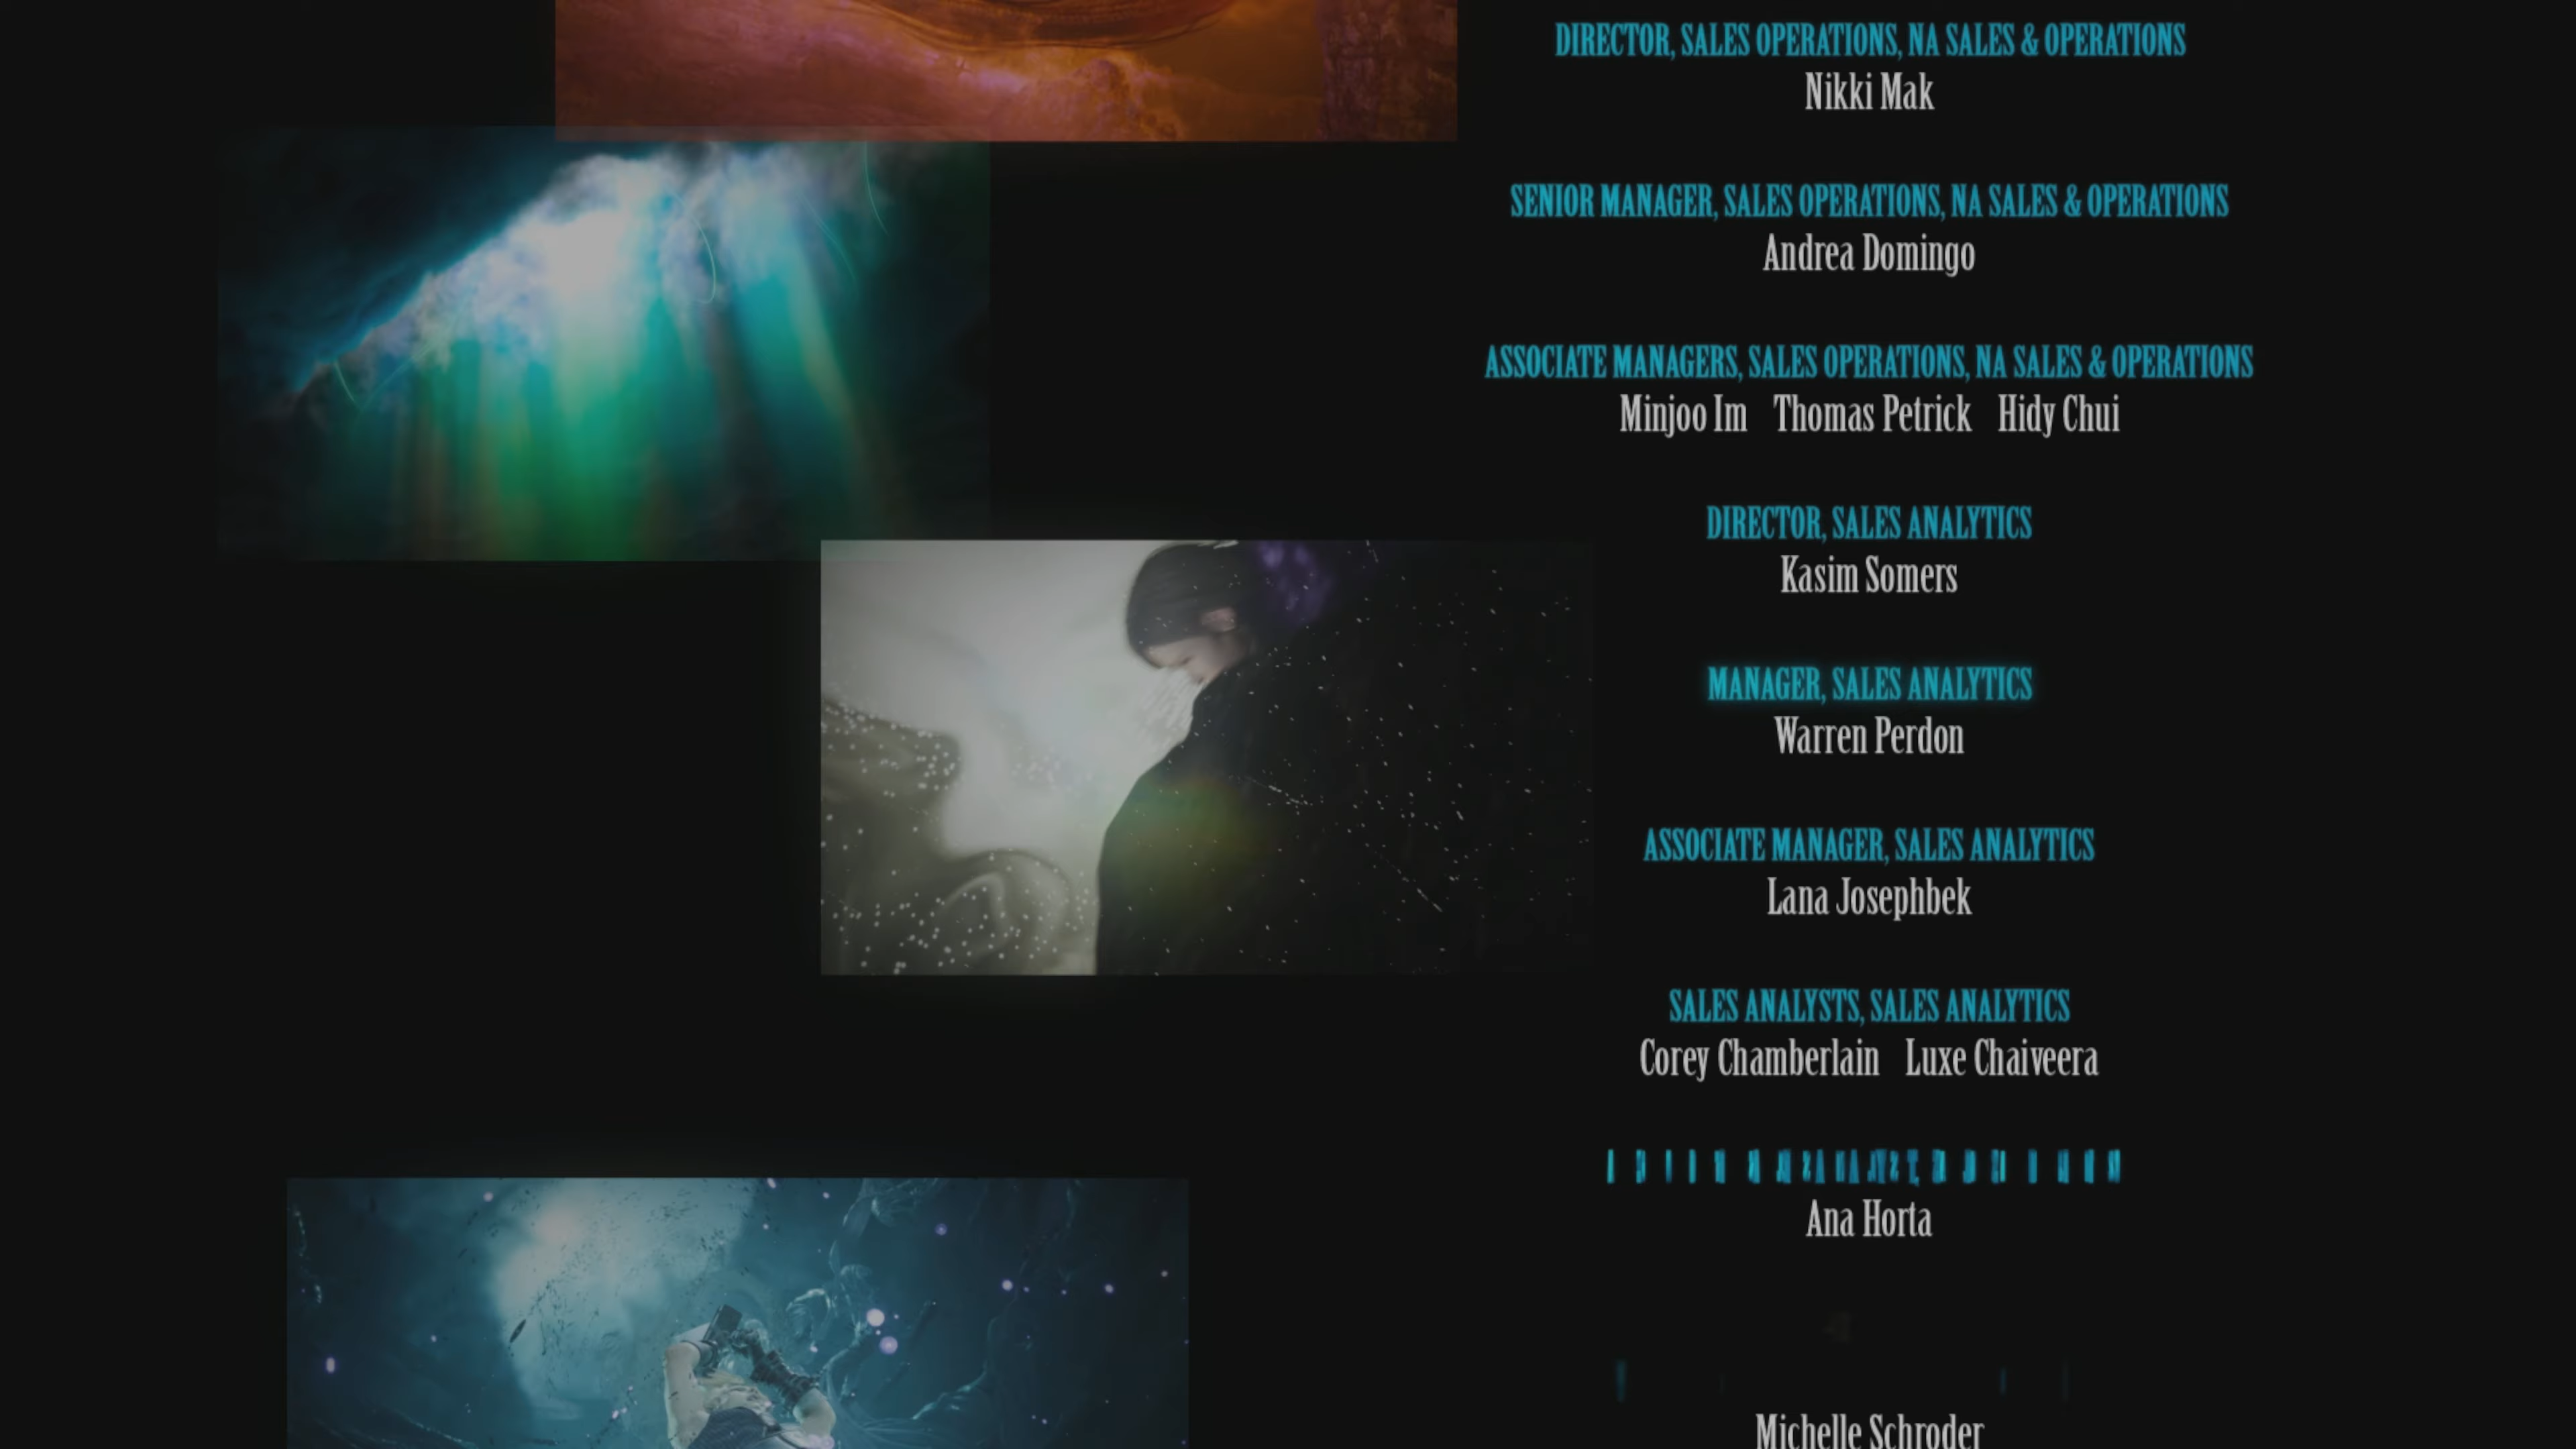 DIRECTOR, SALES OPERATIONS, NA SALES & OPERATIONS
Nikki Mak
SENIOR MANAGER, SALES OPERATIONS, NA SALES & OPERATIONS
Andrea Domingo
ASSOCIATE MANAGERS, SALES OPERATIONS, NA SALES & OPERATIONS
Minjoo Im Thomas Petrick Hidy Chui
DIRECTOR, SALES ANALYTICS
Kasim Somers
MANAGER, SALES ANALYTICS
Warren Perdon
ASSOCIATE MANAGER, SALES ANALYTICS
Lana Josephbek
SALES ANALYSTS, SALES ANALYTICS
Corey Chamberlain Luxe Chaiveera
Ana Horta
Michelle Schroder